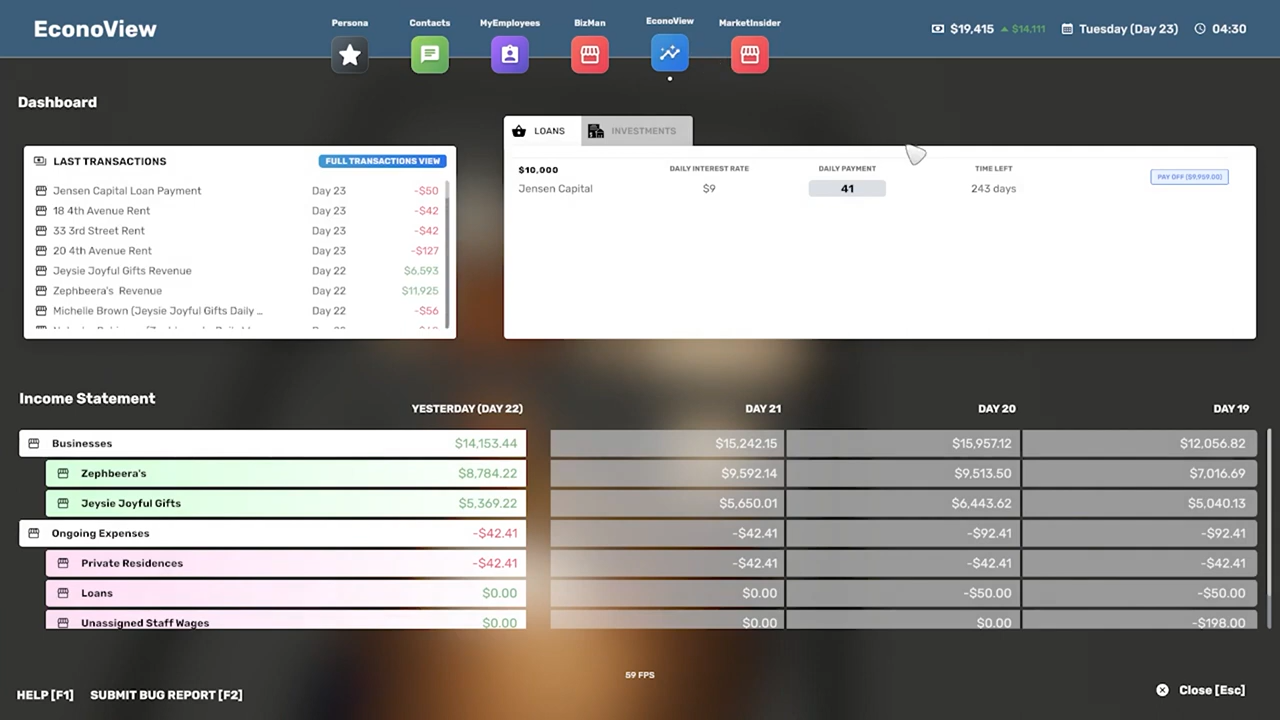 EconoView
Persona
Contacts
MyEmployees
BizMan
EconoView
MarketInsider
$19,415 $14,111 Tuesday (Day 23) 04:30
Dashboard
LAST TRANSACTIONS FULL TRANSACTIONS VIEW
Jensen Capital Loan Payment Day 23 -$50
18 4th Avenue Rent Day 23 -$42
33 3rd Street Rent Day 23 -$42
20 4th Avenue Rent Day 23 -$127
Jeysie Joyful Gifts Revenue Day 22 $6,593
Zephbeera's Revenue Day 22 $11,925
Michelle Brown (Jeysie Joyful Gifts Daily ... Day 22 -$56
LOANS INVESTMENTS
$10,000 DAILY INTEREST RATE DAILY PAYMENT TIME LEFT
Jensen Capital $9 41 243 days
PAY OFF ($9,959.00)
Income Statement
YESTERDAY (DAY 22) DAY 21 DAY 20 DAY 19
Businesses $14,153.44 $15,242.15 $15,957.12 $12,056.82
Zephbeera's $8,784.22 $9,592.14 $9,513.50 $7,016.69
Jeysie Joyful Gifts $5,369.22 $5,650.01 $6,443.62 $5,040.13
Ongoing Expenses -$42.41 -$42.41 -$92.41 -$92.41
Private Residences -$42.41 -$42.41 -$42.41 -$42.41
Loans $0.00 $0.00 -$50.00 -$50.00
Unassigned Staff Wages $0.00 $0.00 $0.00 -$198.00
59 FPS
HELP [F1] SUBMIT BUG REPORT [F2]
Close [Esc]